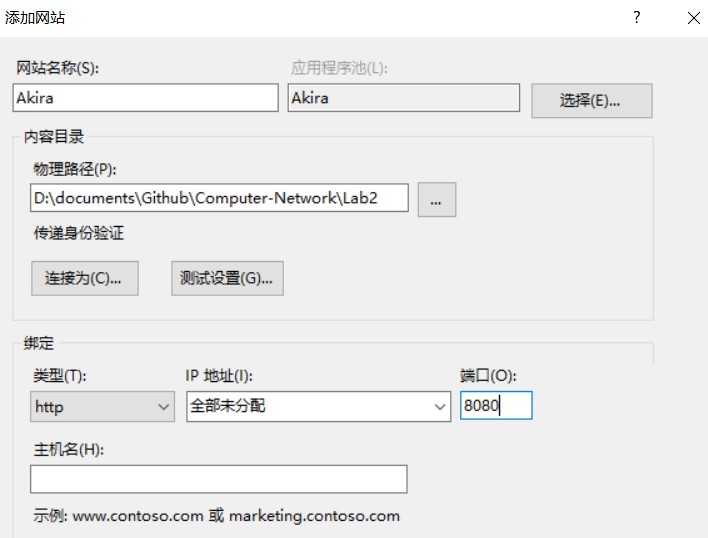 添加网站 ?
网站名称(S): 应用程序池(L):
Akira Akira 选择(E)...
内容目录
物理路径(P):
D:\documents\Github\Computer-Network\Lab2 ...
传递身份验证
连接为(C)... 测试设置(G)...
绑定
类型(T): IP 地址(I): 端口(O):
http 全部未分配 8080
主机名(H):
示例: www.contoso.com 或 marketing.contoso.com